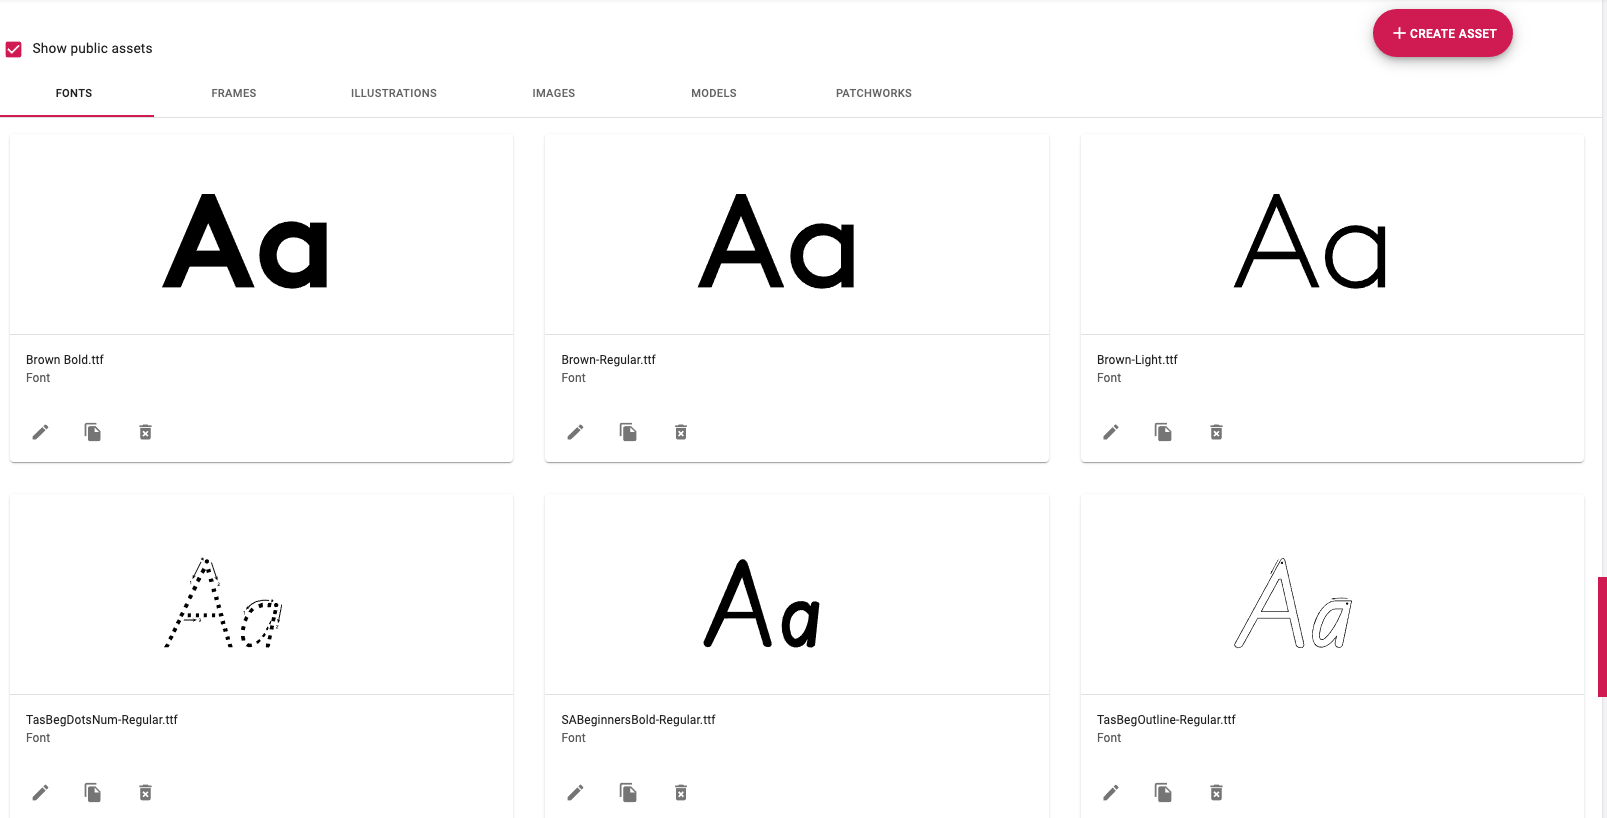 Show public assets
CREATE ASSET
FONTS FRAMES ILLUSTRATIONS IMAGES MODELS PATCHWORKS
Aa Aa Aa
Brown Bold.ttf Brown-Regular.ttf Brown-Light.ttf
Font Font Font
Aa Aa Aa
TasBegDotsNum-Regular.ttf SABeginnersBold-Regular.ttf TasBegOutline-Regular.ttf
Font Font Font